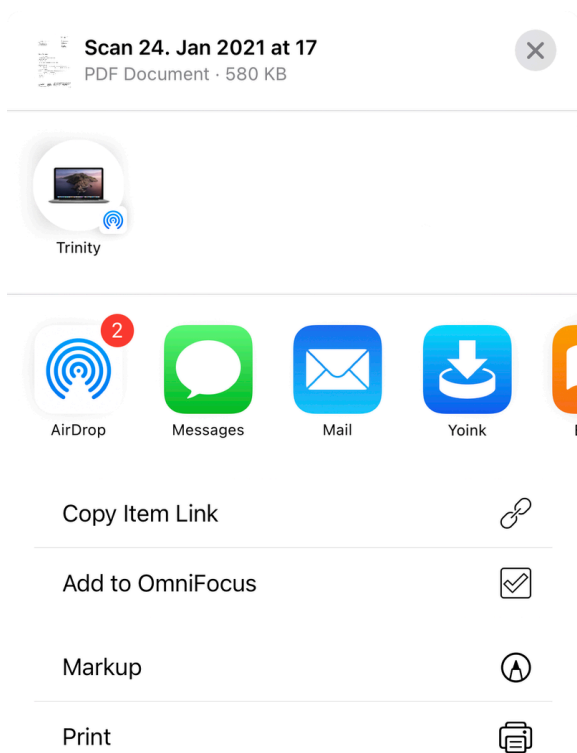 Scan 24. Jan 2021 at 17
PDF Document · 580 KB
Trinity
2
AirDrop
Messages
Mail
Yoink
Copy Item Link
Add to OmniFocus
Markup
Print